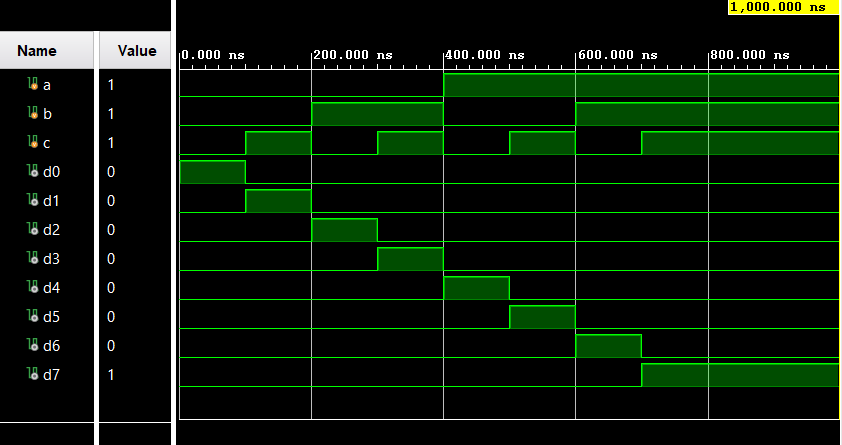 1,000.000 ns
Name Value
0.000 ns 200.000 ns 400.000 ns 600.000 ns 800.000 ns
a 1
b 1
c 1
d0 0
d1 0
d2 0
d3 0
d4 0
d5 0
d6 0
d7 1